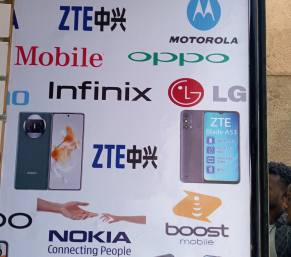 ZTE中兴
MOTOROLA
Mobile
oppo
Infinix
LG
ZTE
Blade A53
ZTE中兴
NOKIA
Connecting People
boost
mobile